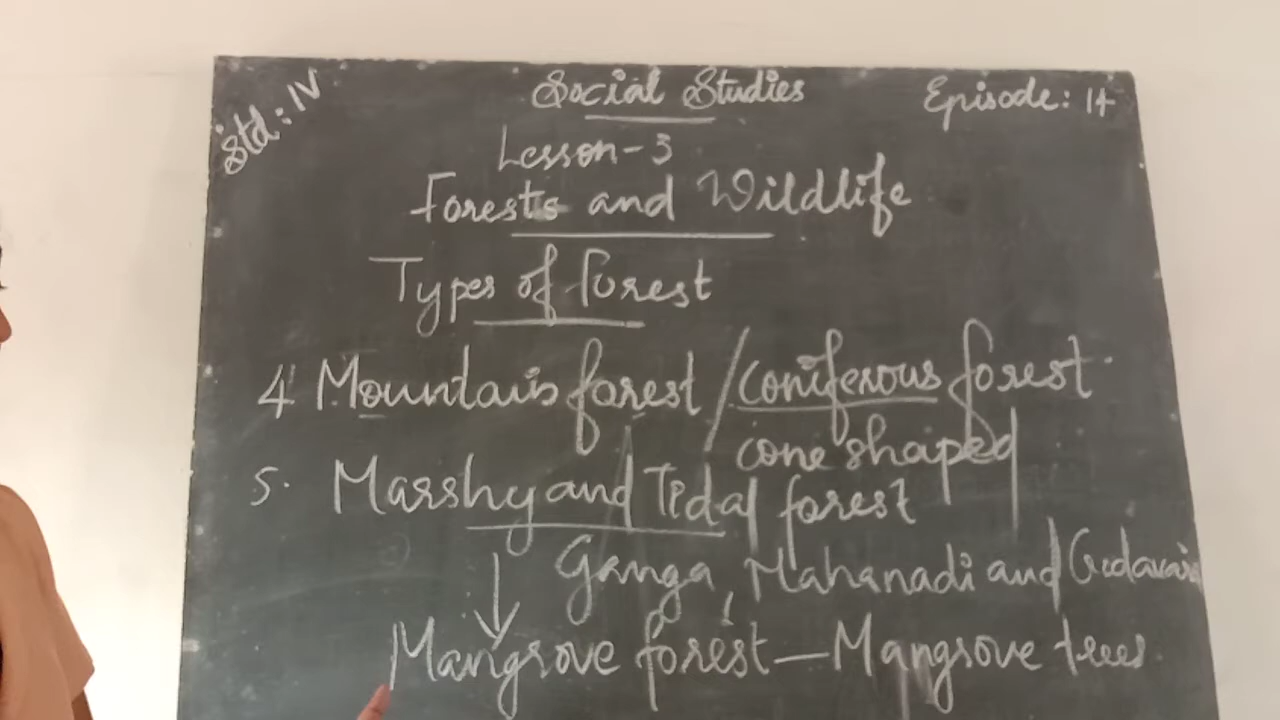 Std: IV
Social Studies
Episode: 14
Lesson-3
Forests and Wildlife
Types of forest
4 Mountain forest / coniferous forest
cone shaped
5. Marshy and Tidal forest
Ganga, Mahanadi and Godavari
Mangrove forest - Mangrove trees